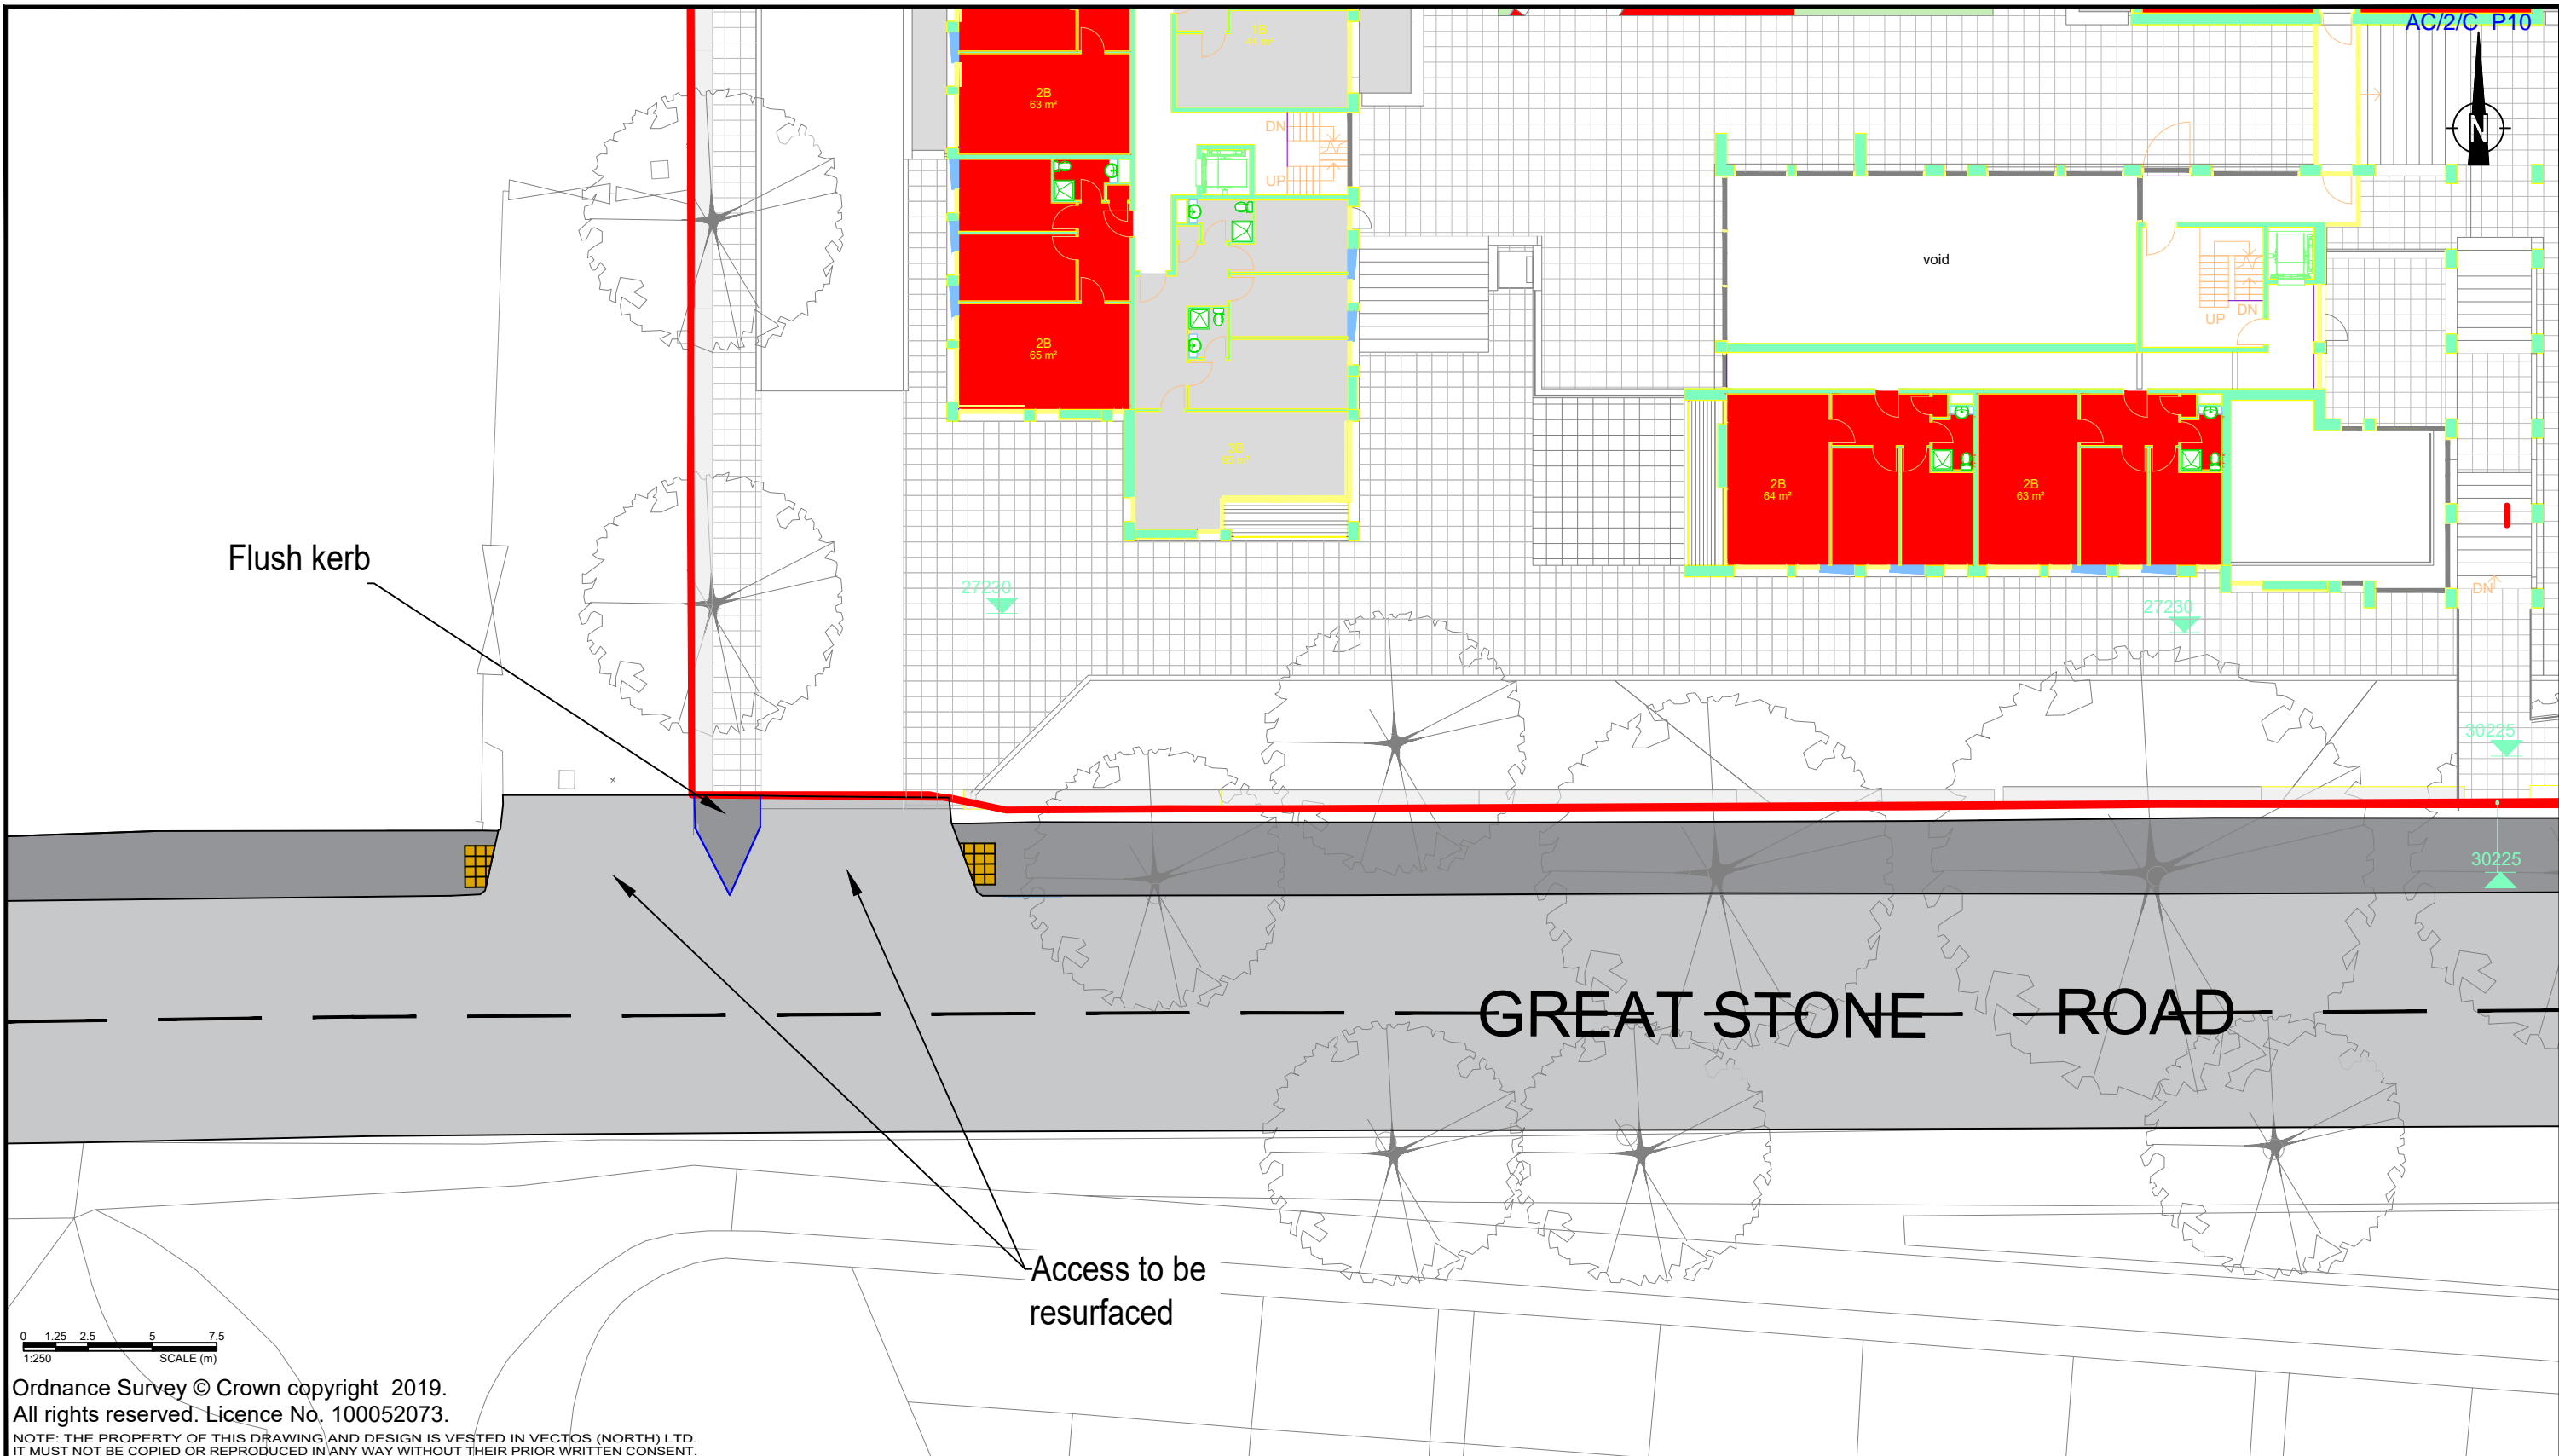 AC/2/C P10
N
2B
63 m²
DN
UP
2B
65 m²
void
UP
DN
2B
64 m²
2B
63 m²
Flush kerb
27230
27230
DN
30225
30225
GREAT STONE ROAD
Access to be
resurfaced
0 1.25 2.5 5 7.5
1:250 SCALE (m)
Ordnance Survey © Crown copyright 2019.
All rights reserved. Licence No. 100052073.
NOTE: THE PROPERTY OF THIS DRAWING AND DESIGN IS VESTED IN VECTOS (NORTH) LTD.
IT MUST NOT BE COPIED OR REPRODUCED IN ANY WAY WITHOUT THEIR PRIOR WRITTEN CONSENT.